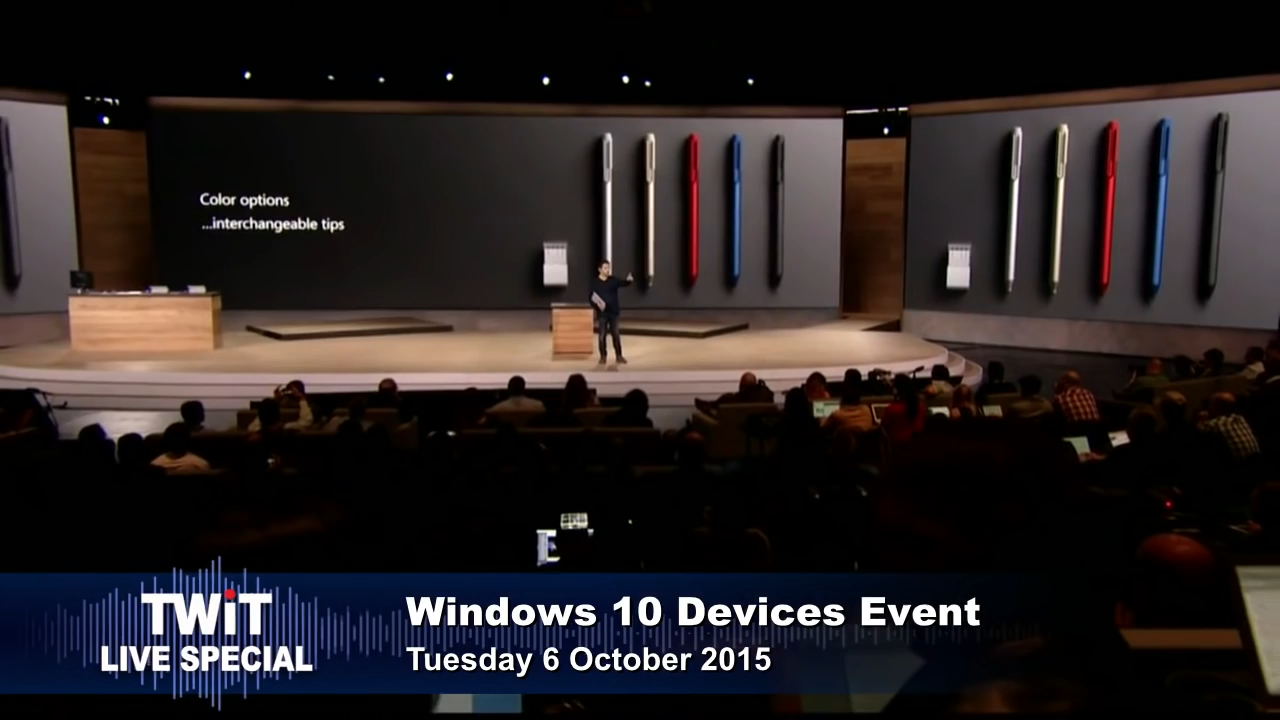 Color options
...interchangeable tips
TWiT
LIVE SPECIAL
Windows 10 Devices Event
Tuesday 6 October 2015